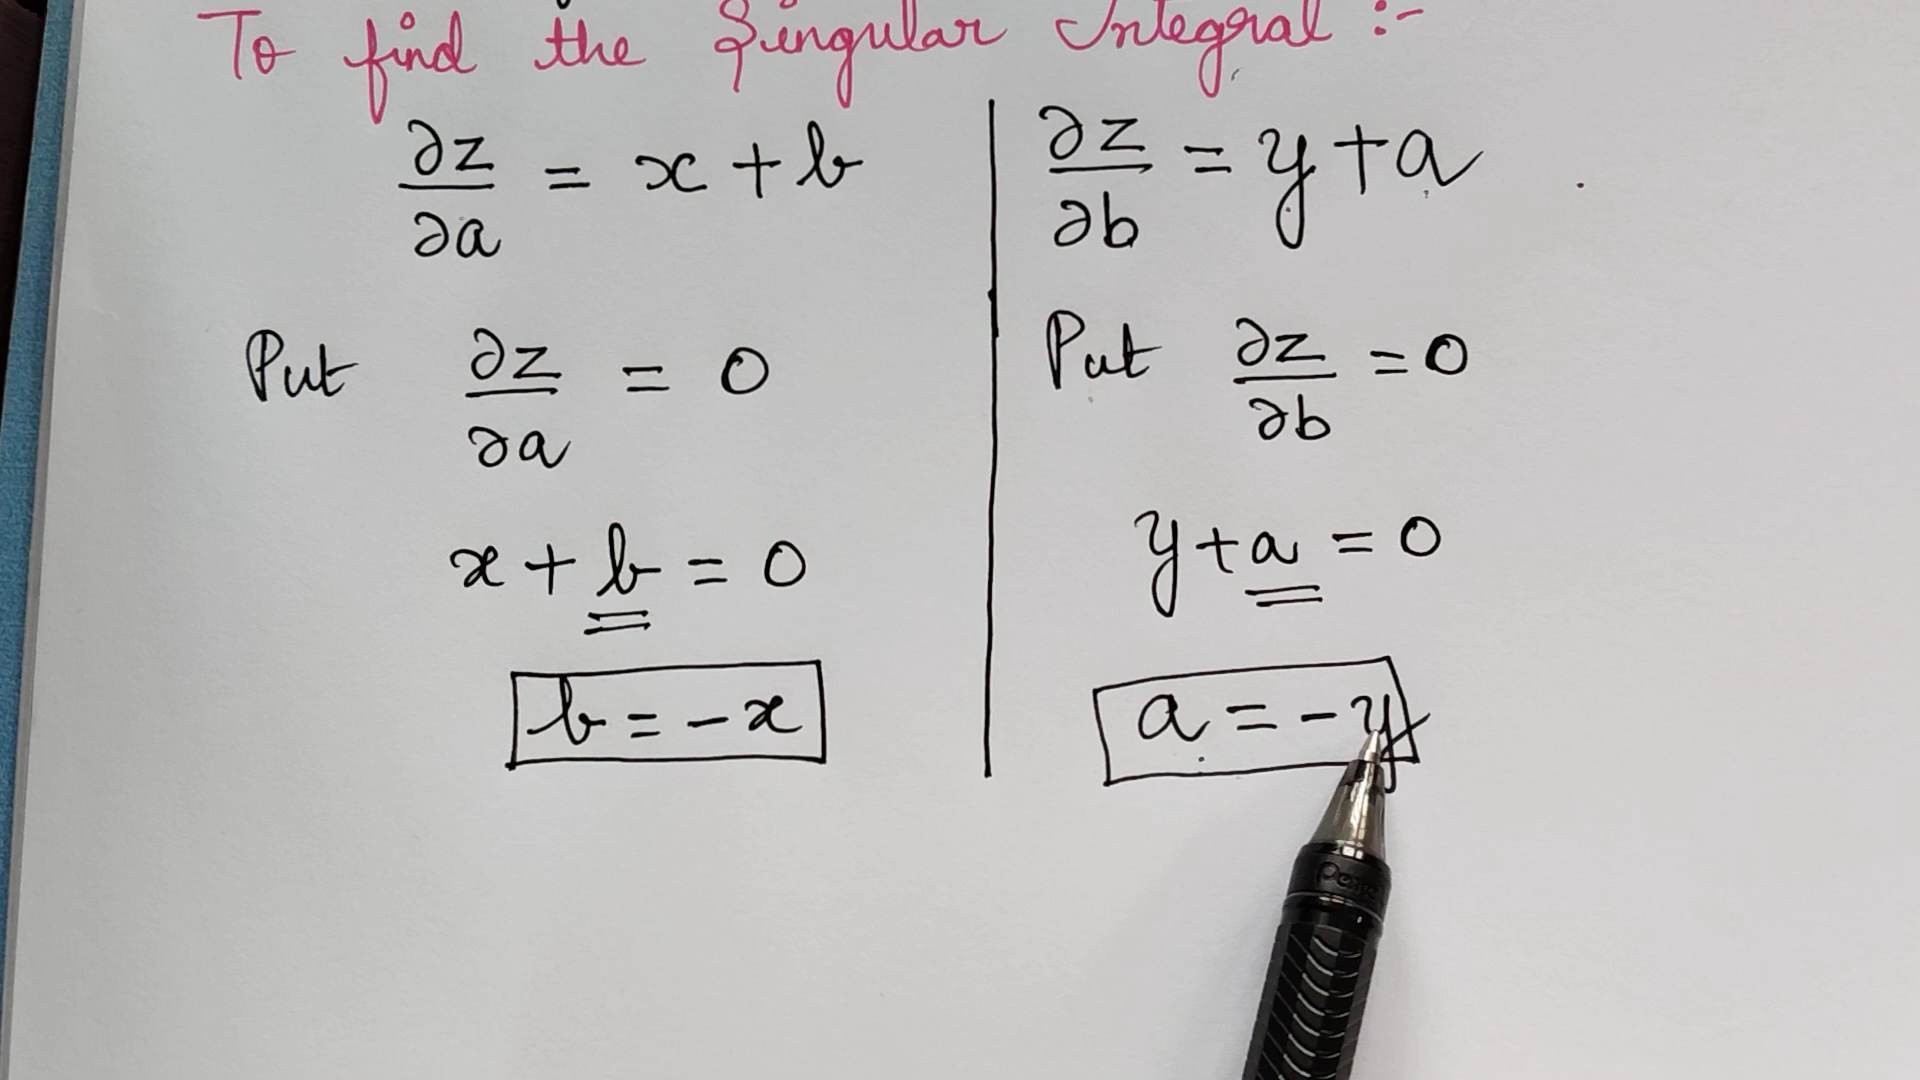 To find the Singular Integral :-
∂z/∂a = x + b
Put ∂z/∂a = 0
x + b = 0
b = - x
∂z/∂b = y + a
Put ∂z/∂b = 0
y + a = 0
a = - y